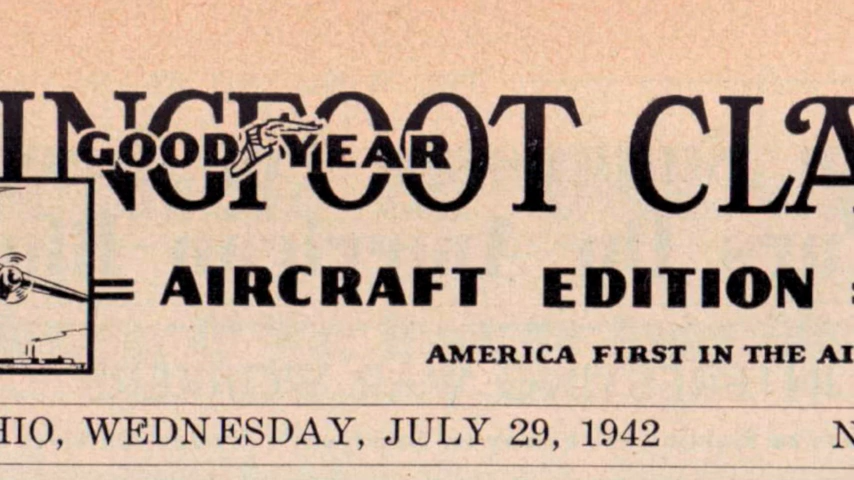 INGFOOT CLA
GOOD YEAR
AIRCRAFT EDITION
AMERICA FIRST IN THE AI
HIO, WEDNESDAY, JULY 29, 1942 N